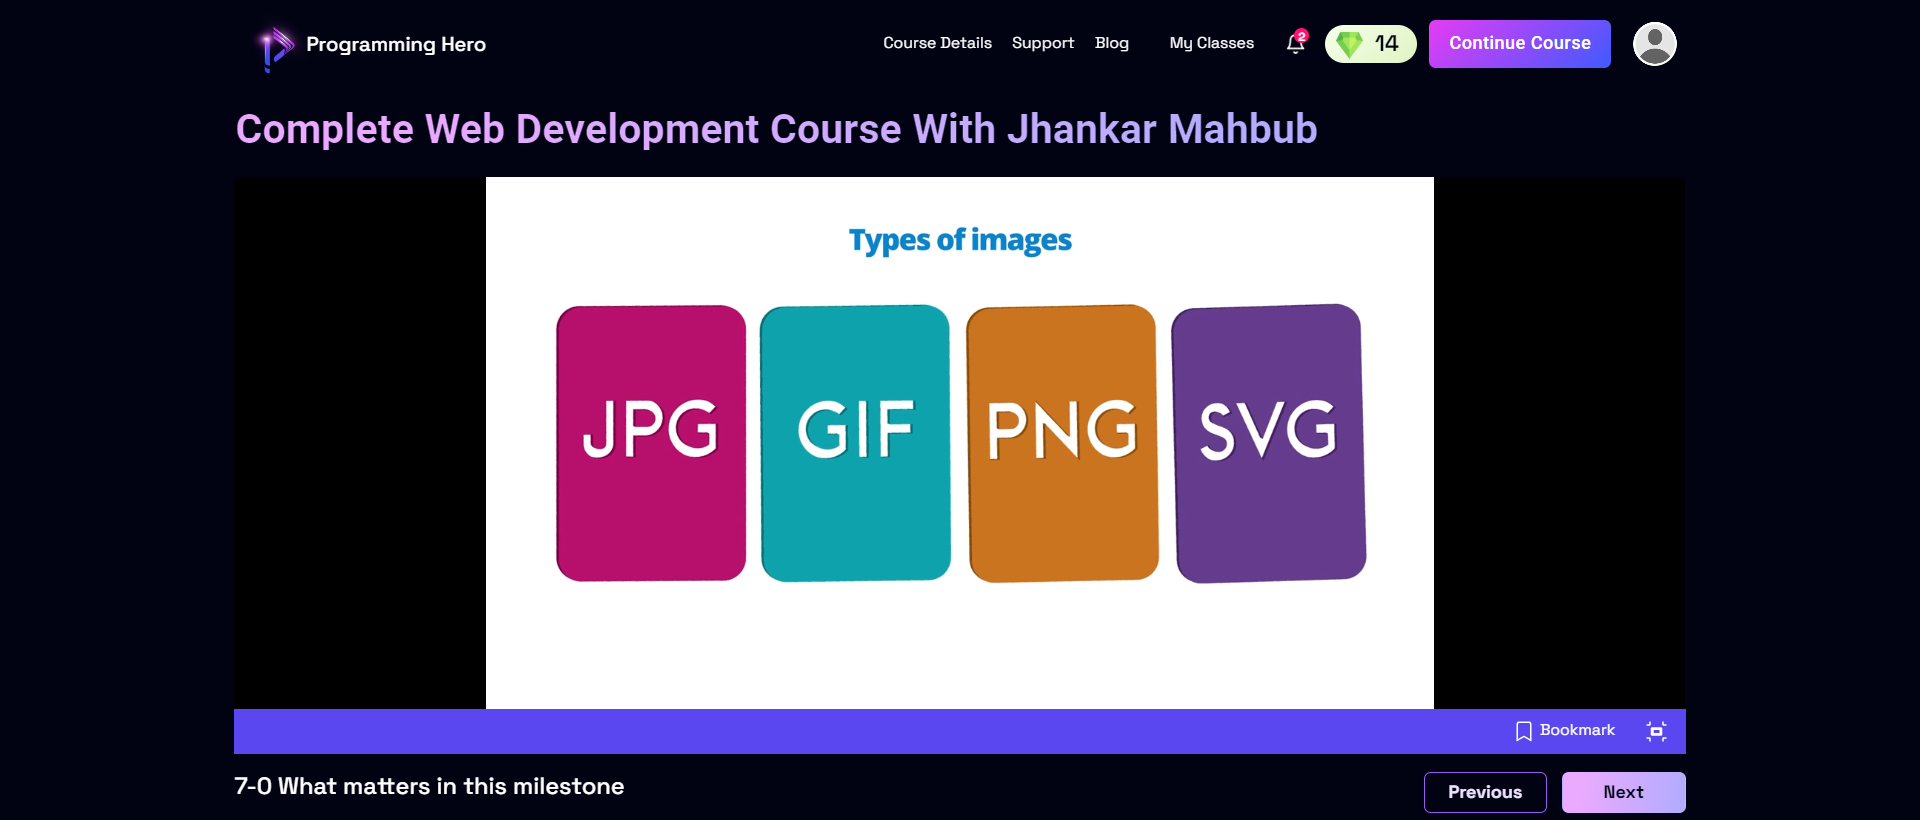 Programming Hero
Course Details Support Blog My Classes 2 14 Continue Course
Complete Web Development Course With Jhankar Mahbub
Types of images
JPG GIF PNG SVG
Bookmark
7-0 What matters in this milestone
Previous Next